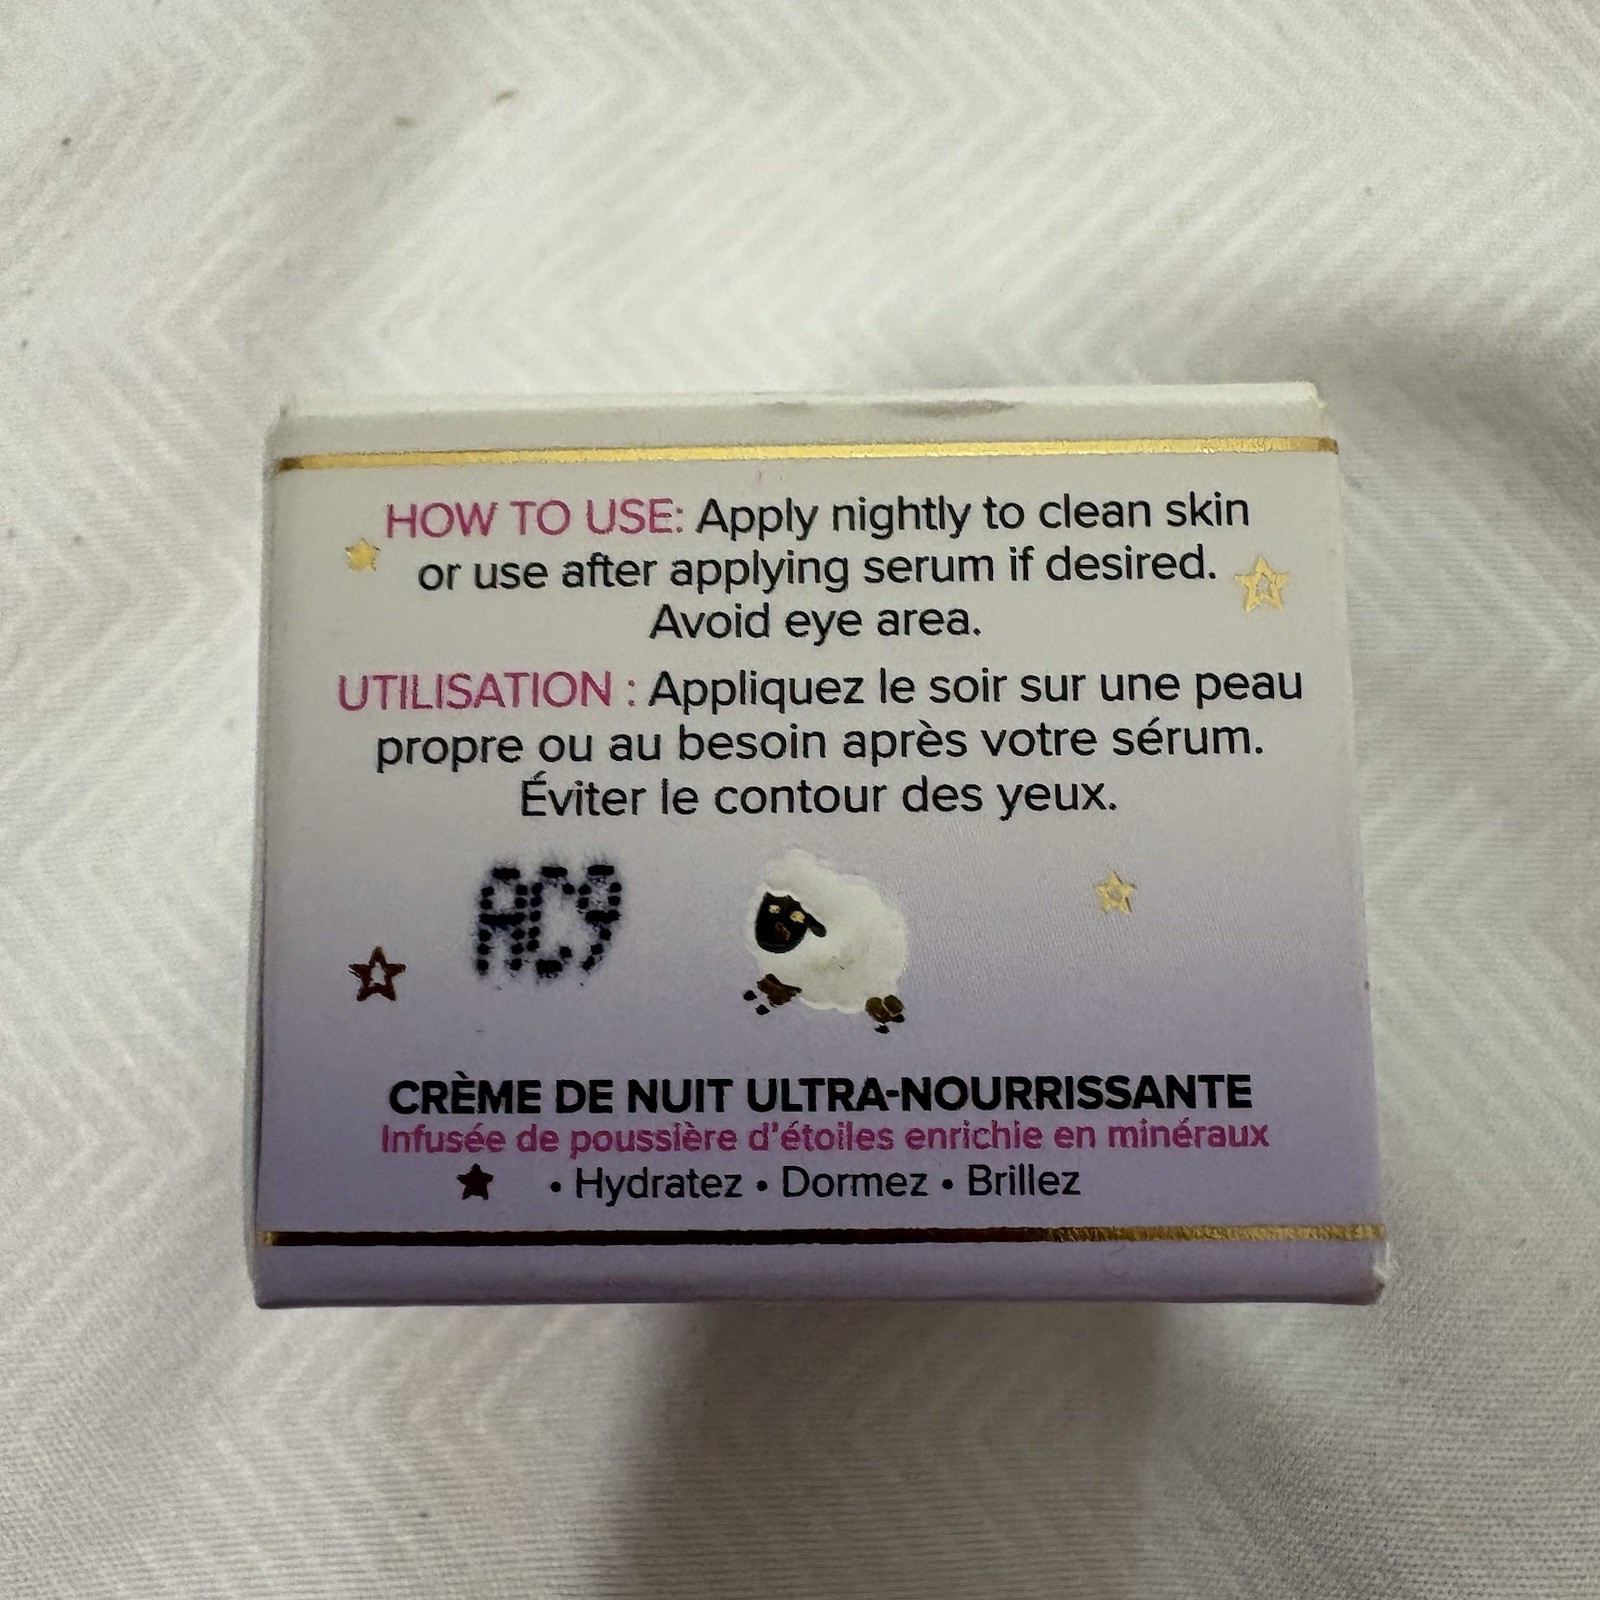 HOW TO USE: Apply nightly to clean skin
or use after applying serum if desired.
Avoid eye area.
UTILISATION : Appliquez le soir sur une peau
propre ou au besoin après votre sérum.
Éviter le contour des yeux.
AC9
CRÈME DE NUIT ULTRA-NOURRISSANTE
Infusée de poussière d'étoiles enrichie en minéraux
• Hydratez • Dormez • Brillez